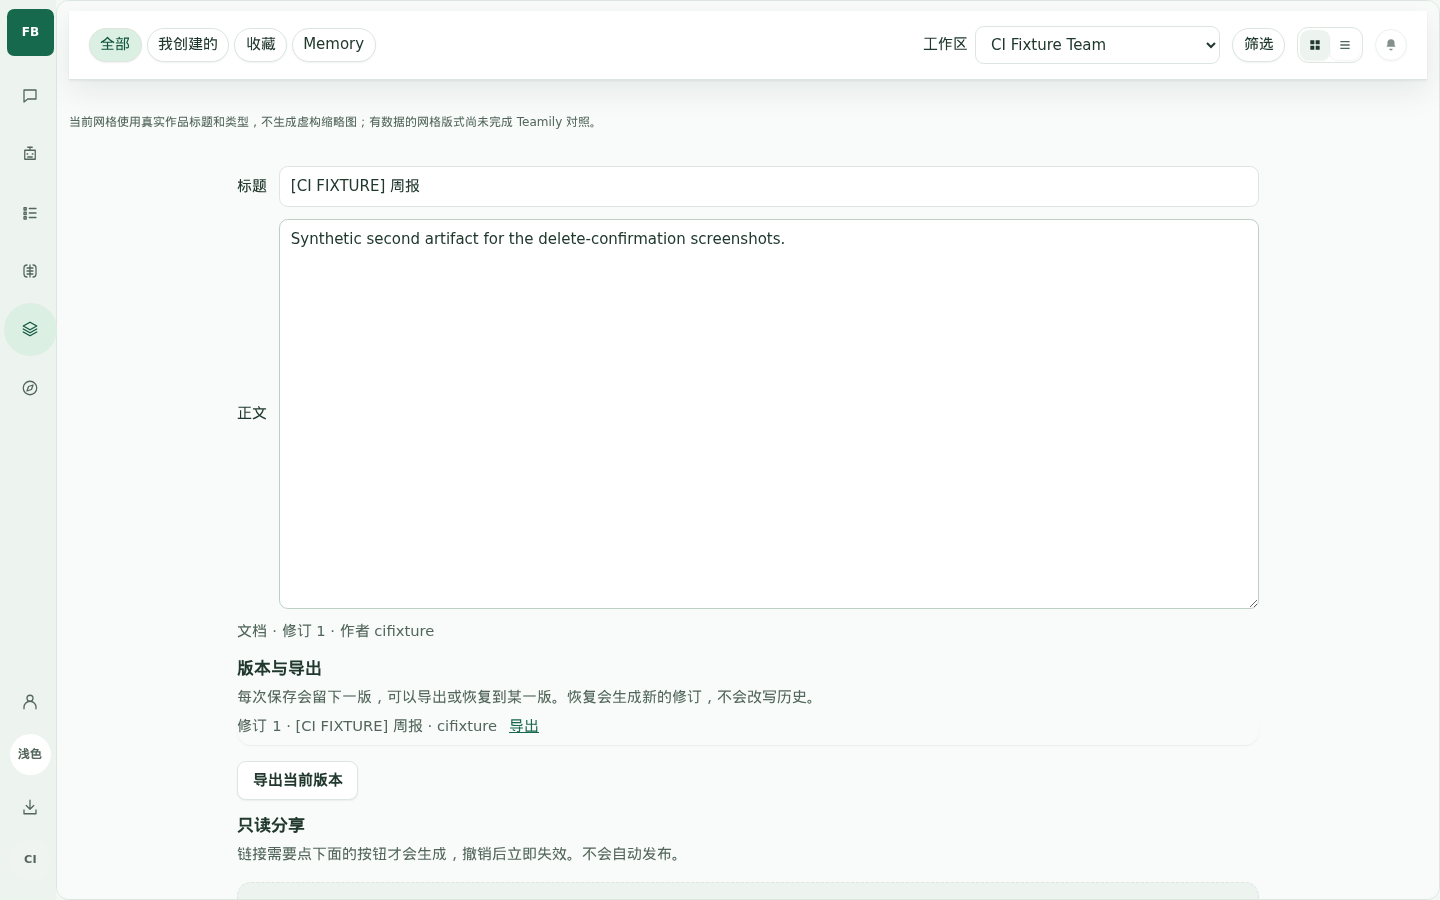 FB
全部
我创建的
收藏
Memory
工作区
CI Fixture Team
筛选
当前网格使用真实作品标题和类型，不生成虚构缩略图；有数据的网格版式尚未完成 Teamily 对照。
标题
[CI FIXTURE] 周报
正文
Synthetic second artifact for the delete-confirmation screenshots.
文档 · 修订 1 · 作者 cifixture
版本与导出
每次保存会留下一版，可以导出或恢复到某一版。恢复会生成新的修订，不会改写历史。
修订 1 · [CI FIXTURE] 周报 · cifixture 导出
导出当前版本
只读分享
链接需要点下面的按钮才会生成，撤销后立即失效。不会自动发布。
浅色
CI